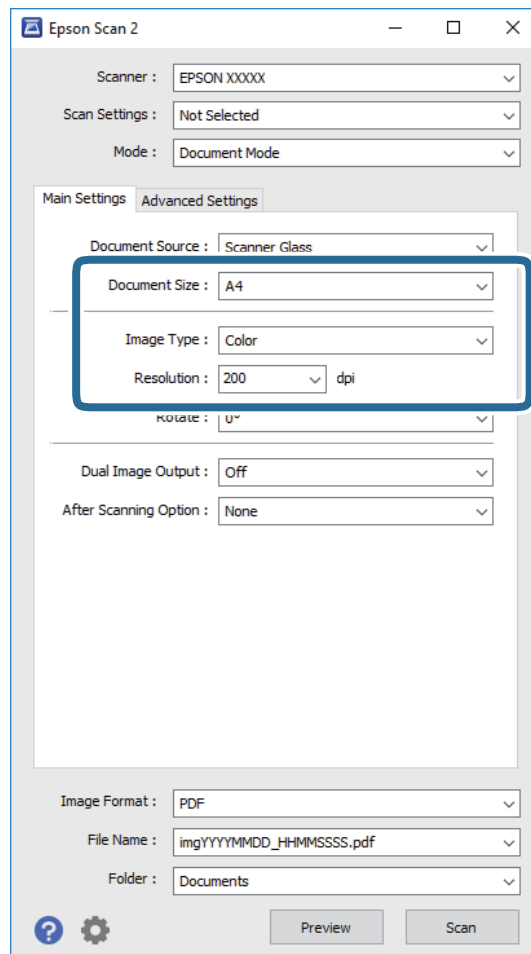 Epson Scan 2
Scanner : EPSON XXXXX
Scan Settings : Not Selected
Mode : Document Mode
Main Settings Advanced Settings
Document Source : Scanner Glass
Document Size : A4
Image Type : Color
Resolution : 200 dpi
Rotate : 0°
Dual Image Output : Off
After Scanning Option : None
Image Format : PDF
File Name : imgYYYYMMDD_HHMMSSSS.pdf
Folder : Documents
? Preview Scan